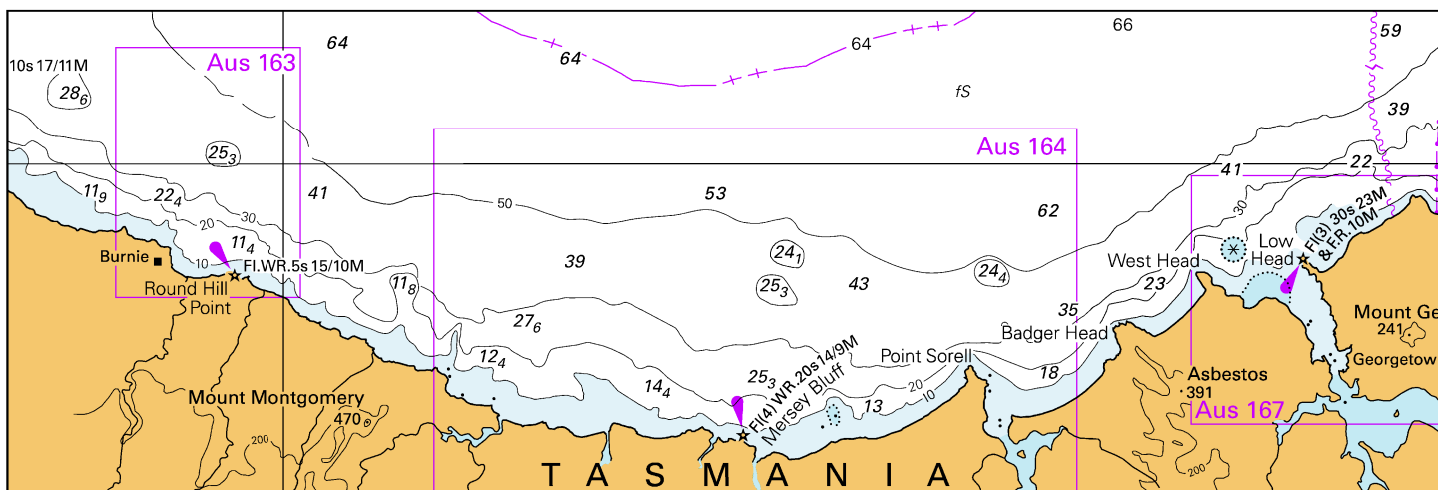 64
64
64
66
59
10s 17/11M
Aus 163
28₆
fS
39
25₃
Aus 164
41
22
11₉
22₄
41
50
53
62
30
20
30
11₄
10
Burnie
Fl.WR.5s 15/10M
Round Hill
Point
11₈
39
24₁
25₃
43
24₄
West Head
Low
Head
Fl(3) 30s 23M
& F.R.10M
23
35
Badger Head
27₆
12₄
14₄
25₃
Fl(4) WR.20s14/9M
Mersey Bluff
Point Sorell
20
10
13
18
Mount Ge
241
Georgetow
Asbestos
391
Aus 167
Mount Montgomery
470
200
200
TASMANIA